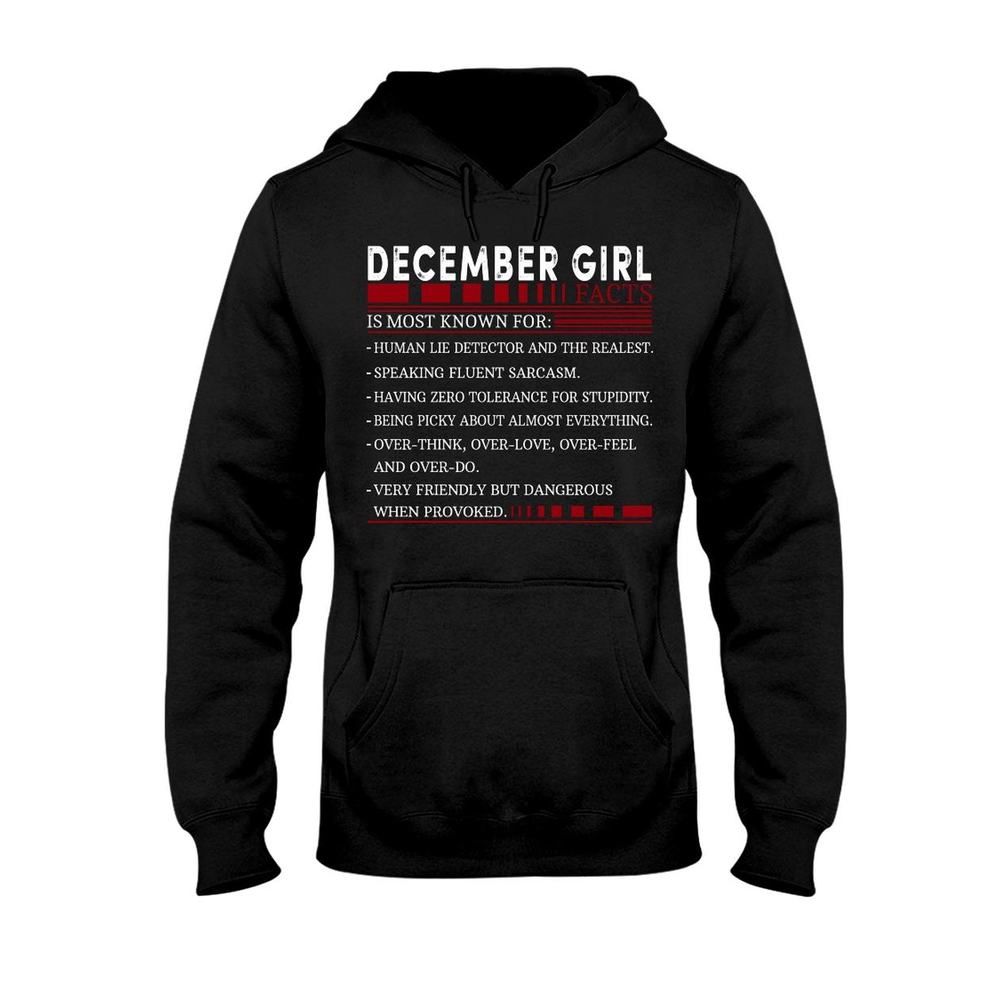 DECEMBER GIRL
FACTS
IS MOST KNOWN FOR:
-HUMAN LIE DETECTOR AND THE REALEST.
-SPEAKING FLUENT SARCASM.
-HAVING ZERO TOLERANCE FOR STUPIDITY.
-BEING PICKY ABOUT ALMOST EVERYTHING.
-OVER-THINK, OVER-LOVE, OVER-FEEL
AND OVER-DO.
-VERY FRIENDLY BUT DANGEROUS
WHEN PROVOKED.